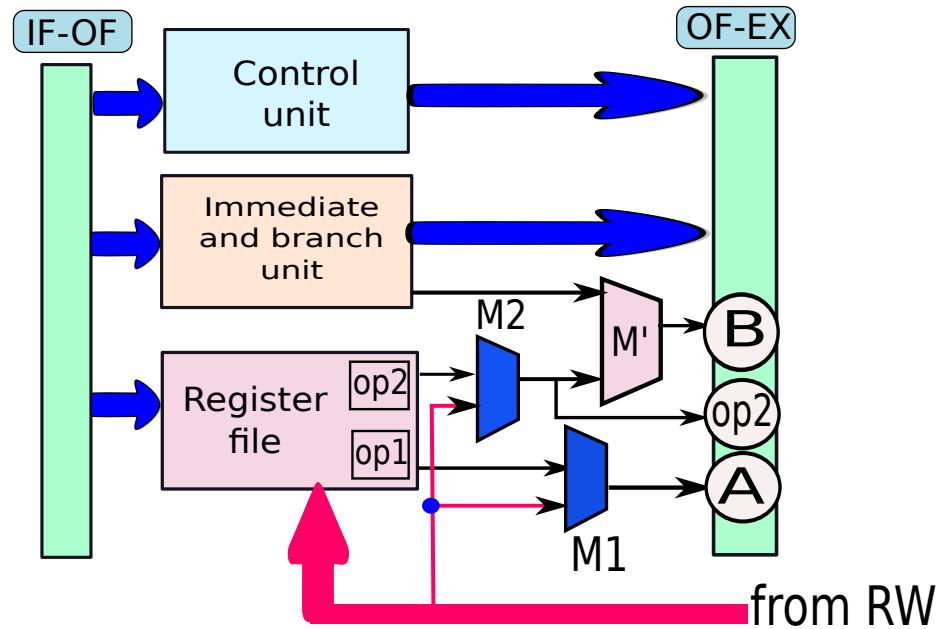 IF-OF
OF-EX
Control
unit
Immediate
and branch
unit
M2
M'
B
Register
file
op2
op1
op2
A
M1
from RW